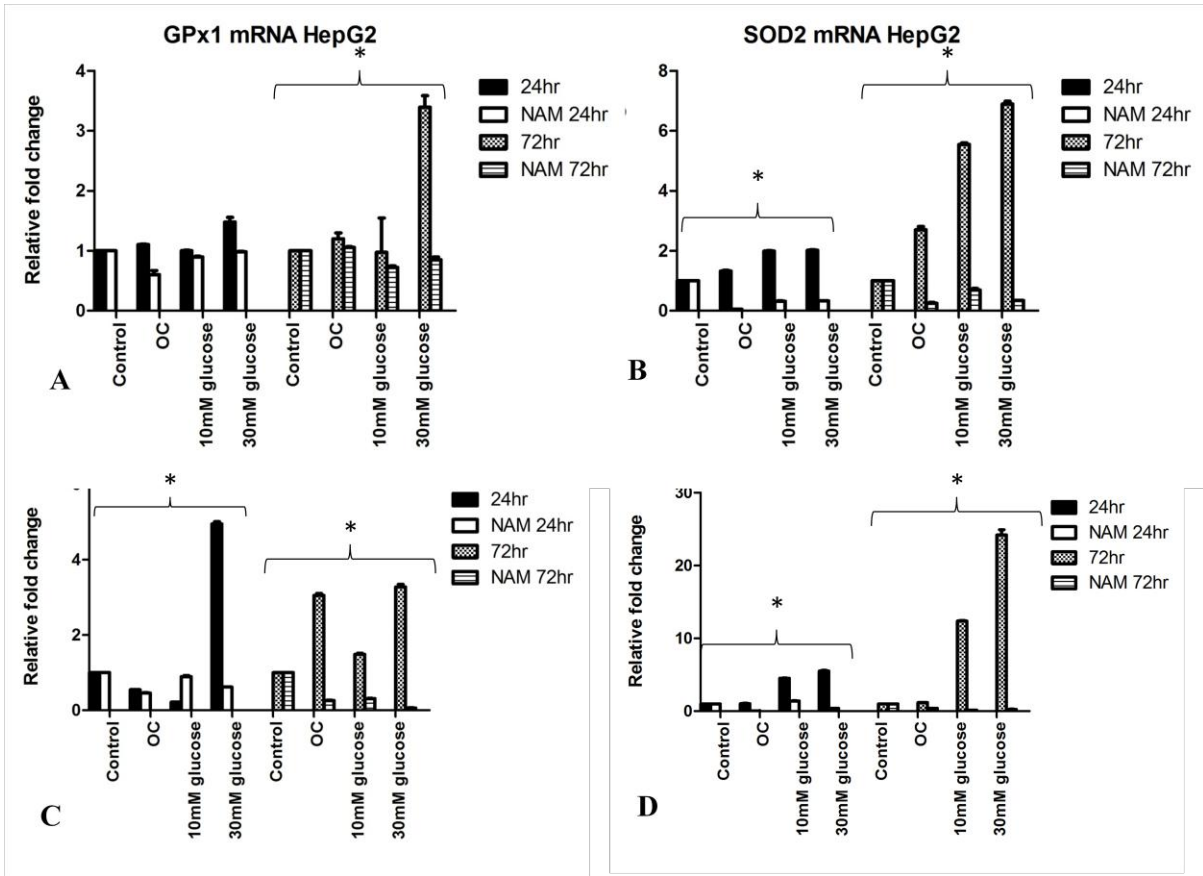 GPx1 mRNA HepG2
*
4
3
2
1
0
Relative fold change
24hr
NAM 24hr
72hr
NAM 72hr
Control
OC
10mM glucose
30mM glucose
Control
OC
10mM glucose
30mM glucose
A
SOD2 mRNA HepG2
*
*
8
6
4
2
0
Relative fold change
24hr
NAM 24hr
72hr
NAM 72hr
Control
OC
10mM glucose
30mM glucose
Control
OC
10mM glucose
30mM glucose
B
*
*
4
2
0
Relative fold change
24hr
NAM 24hr
72hr
NAM 72hr
Control
OC
10mM glucose
30mM glucose
Control
OC
10mM glucose
30mM glucose
C
*
*
30
20
10
0
Relative fold change
24hr
NAM 24hr
72hr
NAM 72hr
Control
OC
10mM glucose
30mM glucose
Control
OC
10mM glucose
30mM glucose
D